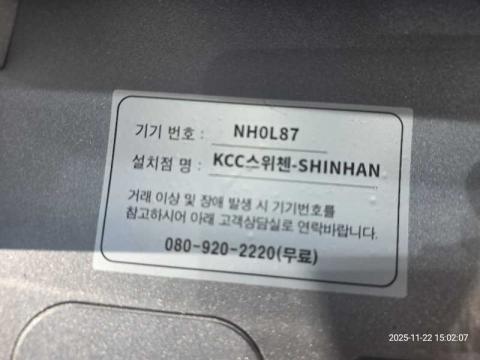 기기 번호 : NH0L87
설치점 명 : KCC스위첸-SHINHAN
거래 이상 및 장애 발생 시 기기번호를
참고하시어 아래 고객상담실로 연락바랍니다.
080-920-2220(무료)
2025-11-22 15:02:07